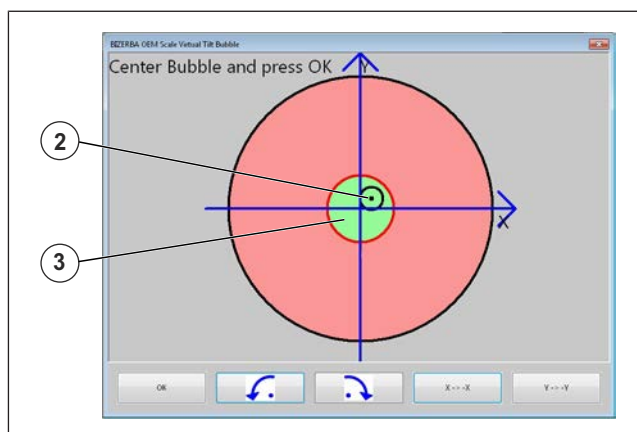 BIZERBA OEM Scale Virtual Tilt Bubble
Center Bubble and press OK
Y
2
X
3
OK
X -> -X
Y -> -Y